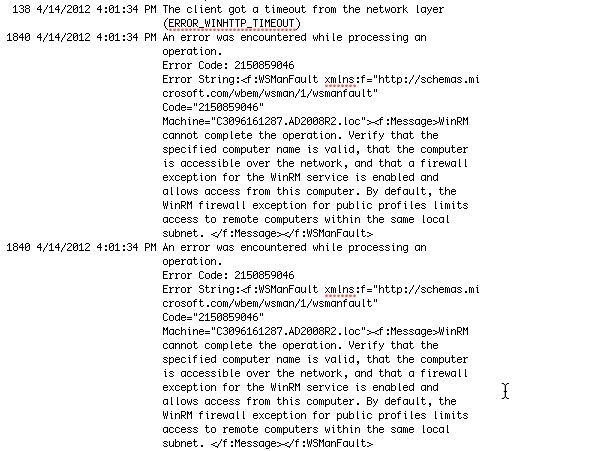 138 4/14/2012 4:01:34 PM The client got a timeout from the network layer
(ERROR_WINHTTP_TIMEOUT)
1840 4/14/2012 4:01:34 PM An error was encountered while processing an
operation.
Error Code: 2150859046
Error String:<f:WSManFault xmlns:f="http://schemas.mi
crosoft.com/wbem/wsman/1/wsmanfault"
Code="2150859046"
Machine="C3096161287.AD2008R2.loc"><f:Message>WinRM
cannot complete the operation. Verify that the
specified computer name is valid, that the computer
is accessible over the network, and that a firewall
exception for the WinRM service is enabled and
allows access from this computer. By default, the
WinRM firewall exception for public profiles limits
access to remote computers within the same local
subnet. </f:Message></f:WSManFault>
1840 4/14/2012 4:01:34 PM An error was encountered while processing an
operation.
Error Code: 2150859046
Error String:<f:WSManFault xmlns:f="http://schemas.mi
crosoft.com/wbem/wsman/1/wsmanfault"
Code="2150859046"
Machine="C3096161287.AD2008R2.loc"><f:Message>WinRM
cannot complete the operation. Verify that the
specified computer name is valid, that the computer
is accessible over the network, and that a firewall
exception for the WinRM service is enabled and
allows access from this computer. By default, the
WinRM firewall exception for public profiles limits
access to remote computers within the same local
subnet. </f:Message></f:WSManFault>